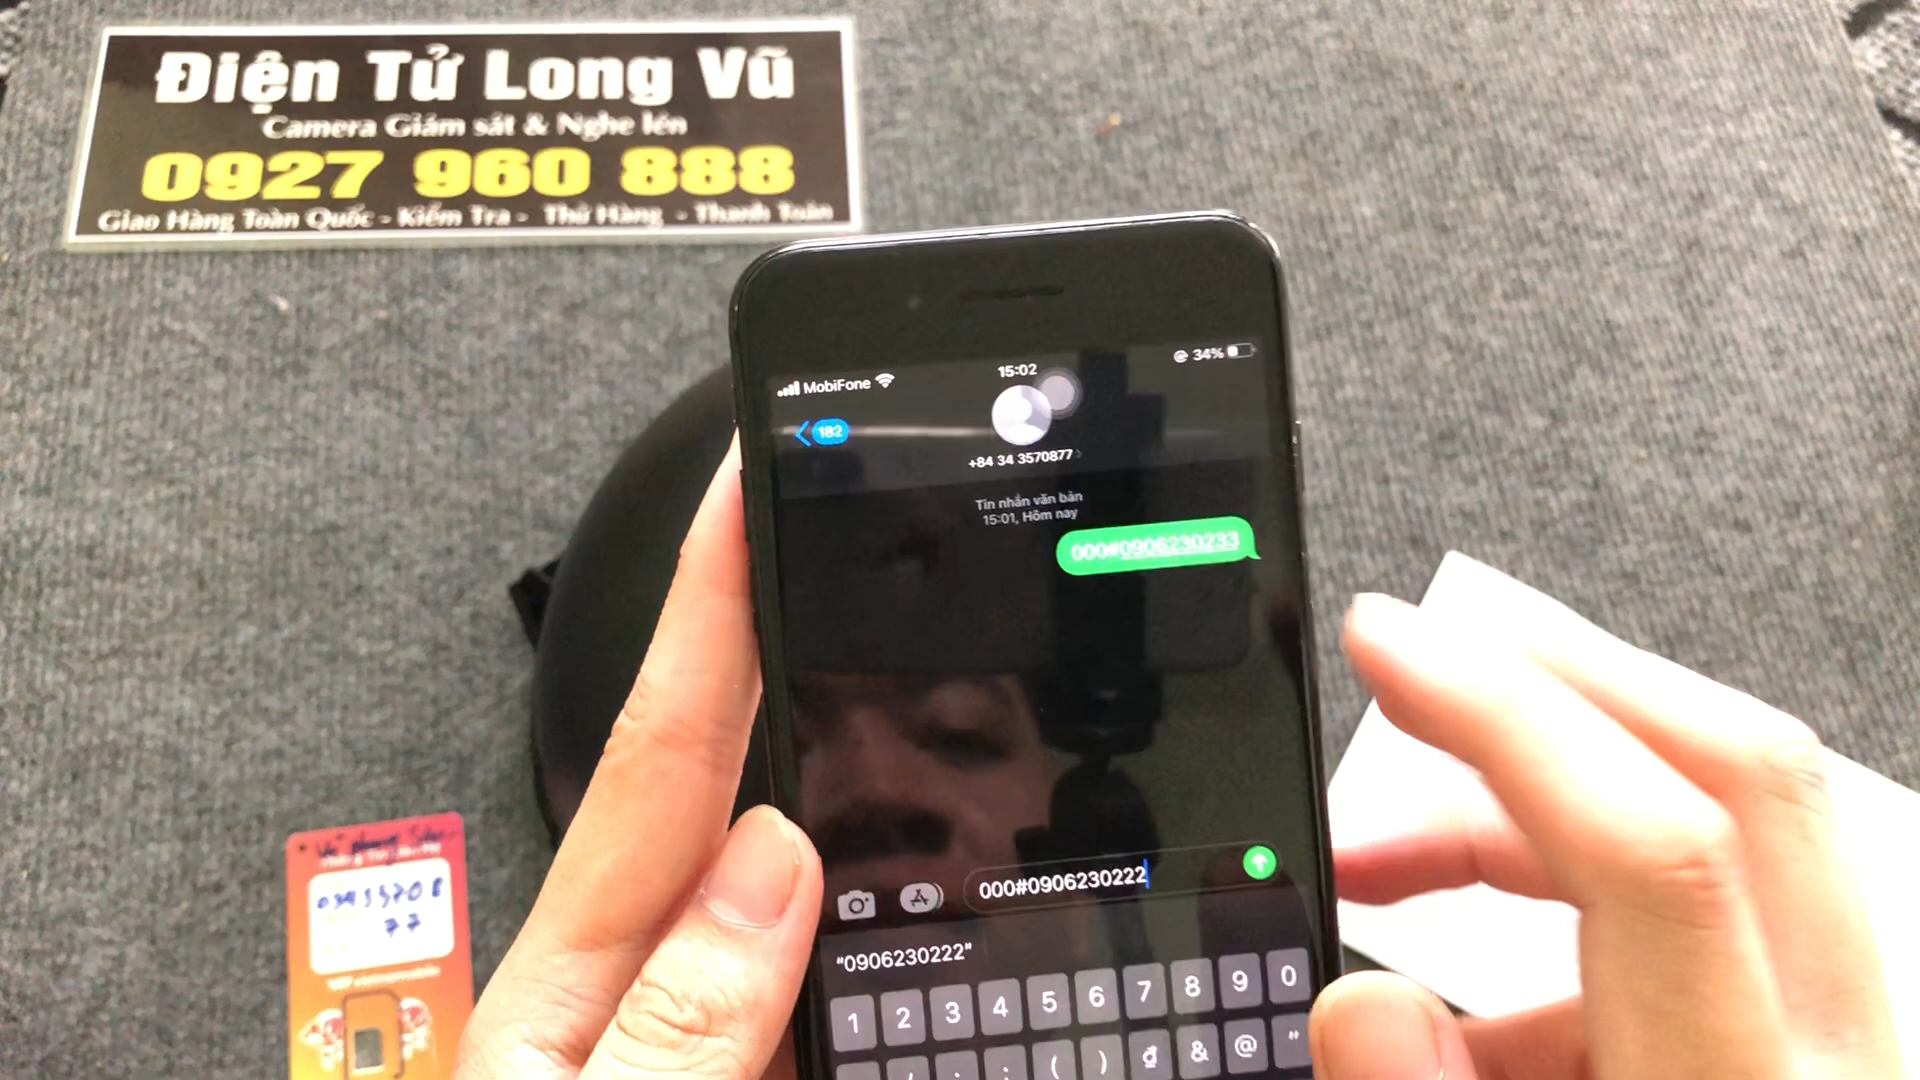 Điện Tử Long Vũ
Camera Giám sát & Nghe lén
0927 960 888
Giao Hàng Toàn Quốc - Kiểm Tra - Thử Hàng - Thanh Toán
MobiFone
15:02
34%
182
+84 34 3570877
Tin nhắn văn bản
15:01, Hôm nay
000#0906230233
000#0906230222
"0906230222"
1 2 3 4 5 6 7 8 9 0
/ : ; ( ) ₫ & @ "
77